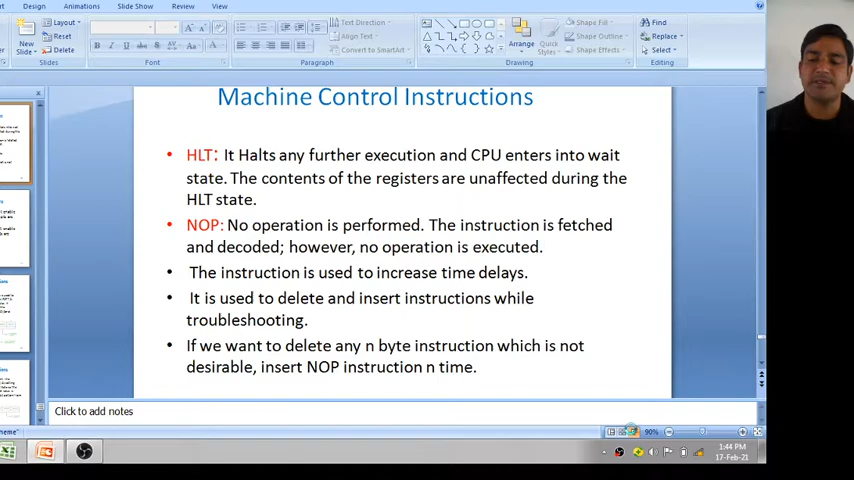 Design Animations Slide Show Review View
Layout
Reset
New Slide
Delete
Font
Text Direction
Align Text
Convert to SmartArt
Paragraph
Arrange
Quick Styles
Drawing
Shape Fill
Shape Outline
Shape Effects
Find
Replace
Select
Editing
Machine Control Instructions
• HLT: It Halts any further execution and CPU enters into wait
state. The contents of the registers are unaffected during the
HLT state.
• NOP: No operation is performed. The instruction is fetched
and decoded; however, no operation is executed.
• The instruction is used to increase time delays.
• It is used to delete and insert instructions while
troubleshooting.
• If we want to delete any n byte instruction which is not
desirable, insert NOP instruction n time.
Click to add notes
90%
1:44 PM
17-Feb-21